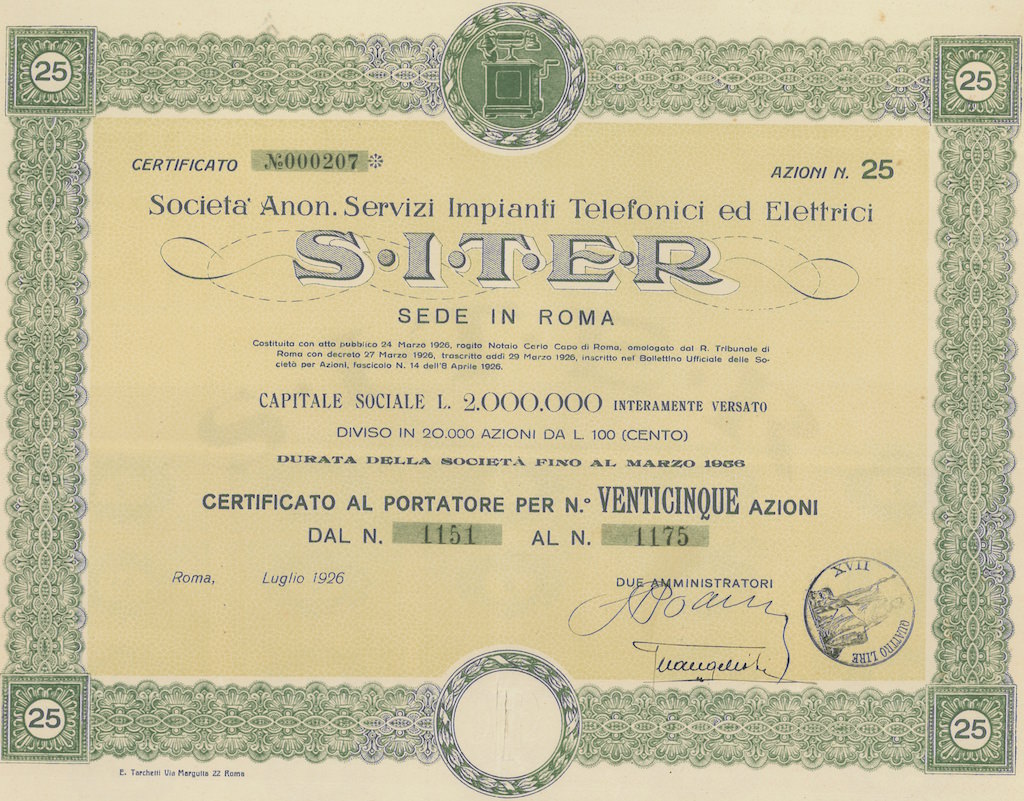 25
25
CERTIFICATO №000207
AZIONI N. 25
Societa' Anon. Servizi Impianti Telefonici ed Elettrici
S·I·T·E·R
SEDE IN ROMA
Costituita con atto pubblico 24 Marzo 1926, rogito Notaio Cerio Capo di Roma, omologato dal R. Tribunale di
Roma con decreto 27 Marzo 1926, trascritto addì 29 Marzo 1926, inscritto nel Bollettino Ufficiale delle So-
cietà per Azioni, fascicolo N. 14 dell'8 Aprile 1926.
CAPITALE SOCIALE L. 2.000.000 INTERAMENTE VERSATO
DIVISO IN 20.000 AZIONI DA L. 100 (CENTO)
DURATA DELLA SOCIETÀ FINO AL MARZO 1956
CERTIFICATO AL PORTATORE PER N.° VENTICINQUE AZIONI
DAL N. 1151 AL N. 1175
Roma, Luglio 1926
DUE AMMINISTRATORI
QUATTRO LIRE
25
25
E. Tarchetti Via Margutta 22 Roma